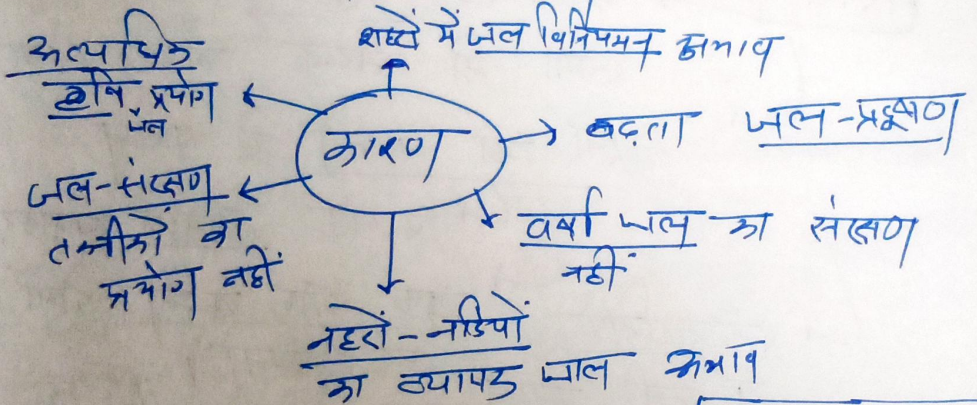 शहरों में जल विनियमन अभाव
अत्यधिक
कृषि प्रयोग
जल
कारण
बढ़ता जल-प्रदूषण
जल-संरक्षण
तकनीकों का
प्रयोग नहीं
वर्षा जल का संरक्षण
नहीं
नहरों-नदियों
का व्यापक जाल अभाव